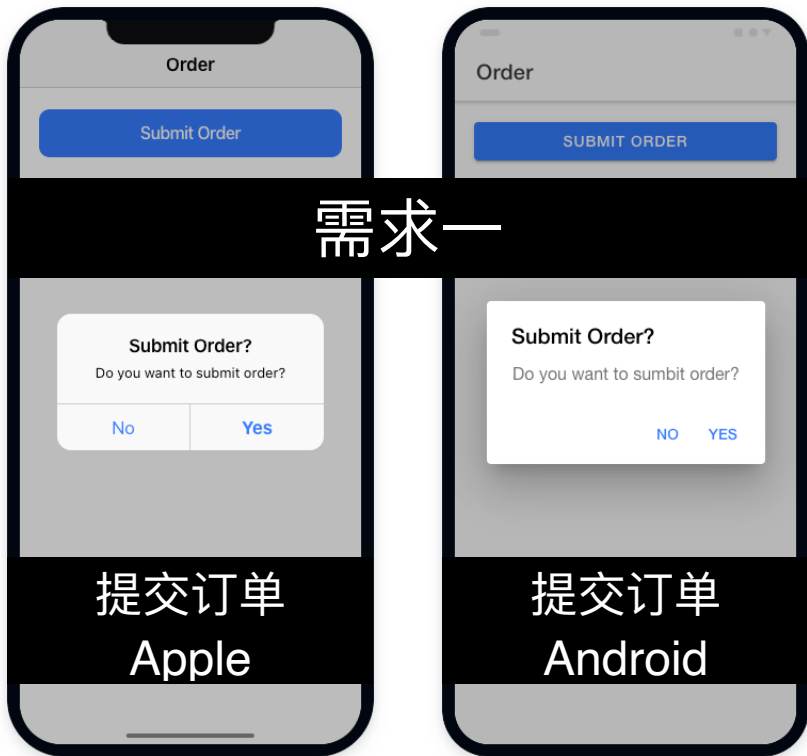 Order
Submit Order
Order
SUBMIT ORDER
需求一
Submit Order?
Do you want to submit order?
No
Yes
Submit Order?
Do you want to sumbit order?
NO
YES
提交订单
Apple
提交订单
Android